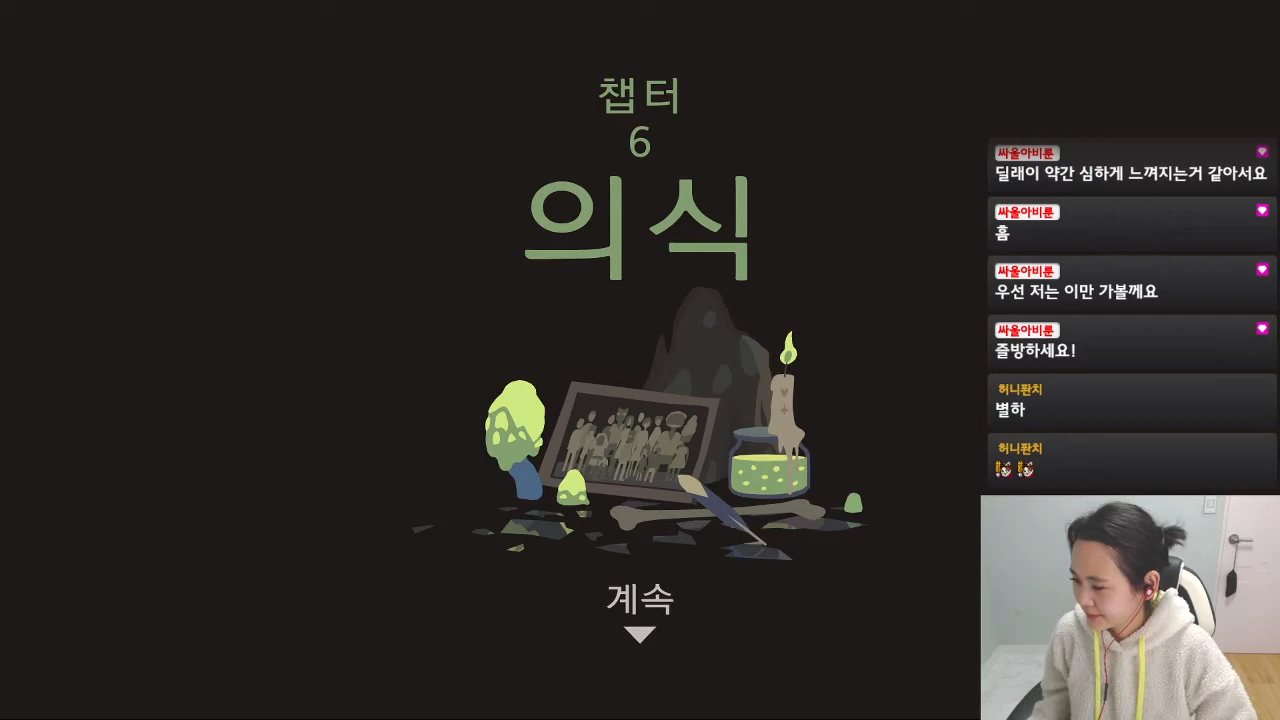 챕터
6
의식
계속
싸울아비룬
딜래이 약간 심하게 느껴지는거 같아서요
싸울아비룬
흠
싸울아비룬
우선 저는 이만 가볼께요
싸울아비룬
즐방하세요!
허니퐌치
별하
허니퐌치